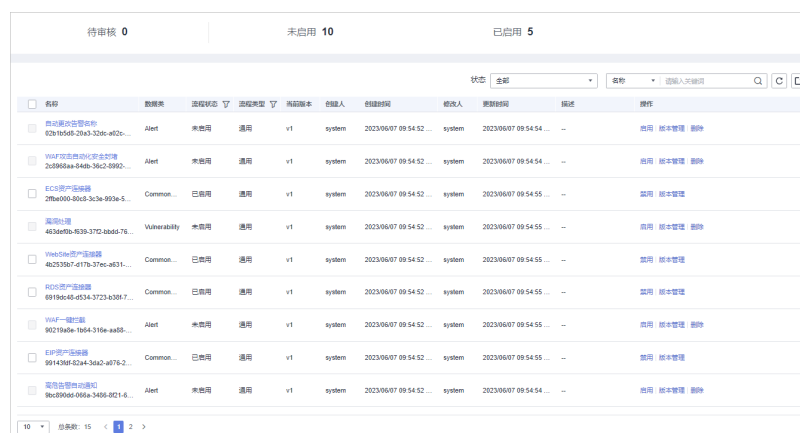 待审核 0 未启用 10 已启用 5
状态 全部 名称 请输入关键词
名称 数据类 流程状态 流程类型 当前版本 创建人 创建时间 修改人 更新时间 描述 操作
自动更改告警名称
02b1b5d8-20a3-32dc-a02c-... Alert 未启用 通用 v1 system 2023/06/07 09:54:52 ... system 2023/06/07 09:54:54 ... -- 启用 版本管理 删除
WAF攻击自动化安全封堵
2c8968aa-84db-36c2-8992-... Alert 未启用 通用 v1 system 2023/06/07 09:54:52 ... system 2023/06/07 09:54:54 ... -- 启用 版本管理 删除
ECS资产连接器
2ffbe000-80c8-3c3e-993e-5... Common... 已启用 通用 v1 system 2023/06/07 09:54:52 ... system 2023/06/07 09:54:55 ... -- 禁用 版本管理
漏洞处理
463def0b-f639-37f2-bbdd-76... Vulnerability 未启用 通用 v1 system 2023/06/07 09:54:52 ... system 2023/06/07 09:54:55 ... -- 启用 版本管理 删除
WebSite资产连接器
4b2535b7-d17b-37ec-a631-... Common... 已启用 通用 v1 system 2023/06/07 09:54:52 ... system 2023/06/07 09:54:55 ... -- 禁用 版本管理
RDS资产连接器
6919dc48-d534-3723-b38f-7... Common... 已启用 通用 v1 system 2023/06/07 09:54:52 ... system 2023/06/07 09:54:55 ... -- 禁用 版本管理
WAF一键拦截
90219a8e-1b64-316e-aa88-... Alert 未启用 通用 v1 system 2023/06/07 09:54:52 ... system 2023/06/07 09:54:55 ... -- 启用 版本管理 删除
EIP资产连接器
99143fdf-82a4-3da2-a076-2... Common... 已启用 通用 v1 system 2023/06/07 09:54:52 ... system 2023/06/07 09:54:55 ... -- 禁用 版本管理
高危告警自动通知
9bc890dd-066a-3486-8f21-6... Alert 未启用 通用 v1 system 2023/06/07 09:54:52 ... system 2023/06/07 09:54:54 ... -- 启用 版本管理 删除
10 总条数: 15 < 1 2 >